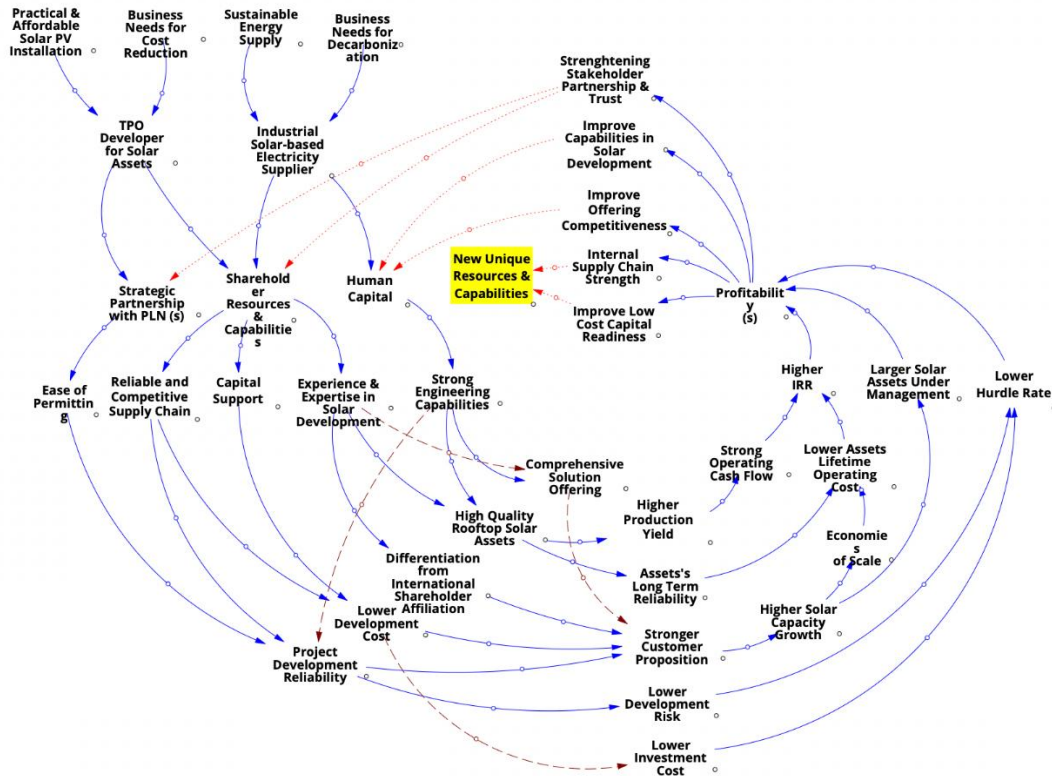 Practical &
Affordable
Solar PV
Installation
Business
Needs for
Cost
Reduction
Sustainable
Energy
Supply
Business
Needs for
Decarboniz
ation
Strenghtening
Stakeholder
Partnership &
Trust
TPO
Developer
for Solar
Assets
Industrial
Solar-based
Electricity
Supplier
Improve
Capabilities in
Solar
Development
Improve
Offering
Competitiveness
New Unique
Resources &
Capabilities
Internal
Supply Chain
Strength
Strategic
Partnership
with PLN (s)
Sharehold
er
Resources
& Capabilitie
s
Human
Capital
Profitabilit
y
(s)
Improve Low
Cost Capital
Readiness
Ease of
Permittin
g
Reliable and
Competitive
Supply Chain
Capital
Support
Experience &
Expertise in
Solar
Development
Strong
Engineering
Capabilities
Higher
IRR
Larger Solar
Assets Under
Management
Lower
Hurdle Rate
Strong
Operating
Cash Flow
Lower Assets
Lifetime
Operating
Cost
Comprehensive
Solution
Offering
High Quality
Rooftop Solar
Assets
Higher
Production
Yield
Economie
s
of Scale
Differentiation
from
International
Shareholder
Affiliation
Assets's
Long Term
Reliability
Lower
Development
Cost
Higher Solar
Capacity
Growth
Project
Development
Reliability
Stronger
Customer
Proposition
Lower
Development
Risk
Lower
Investment
Cost